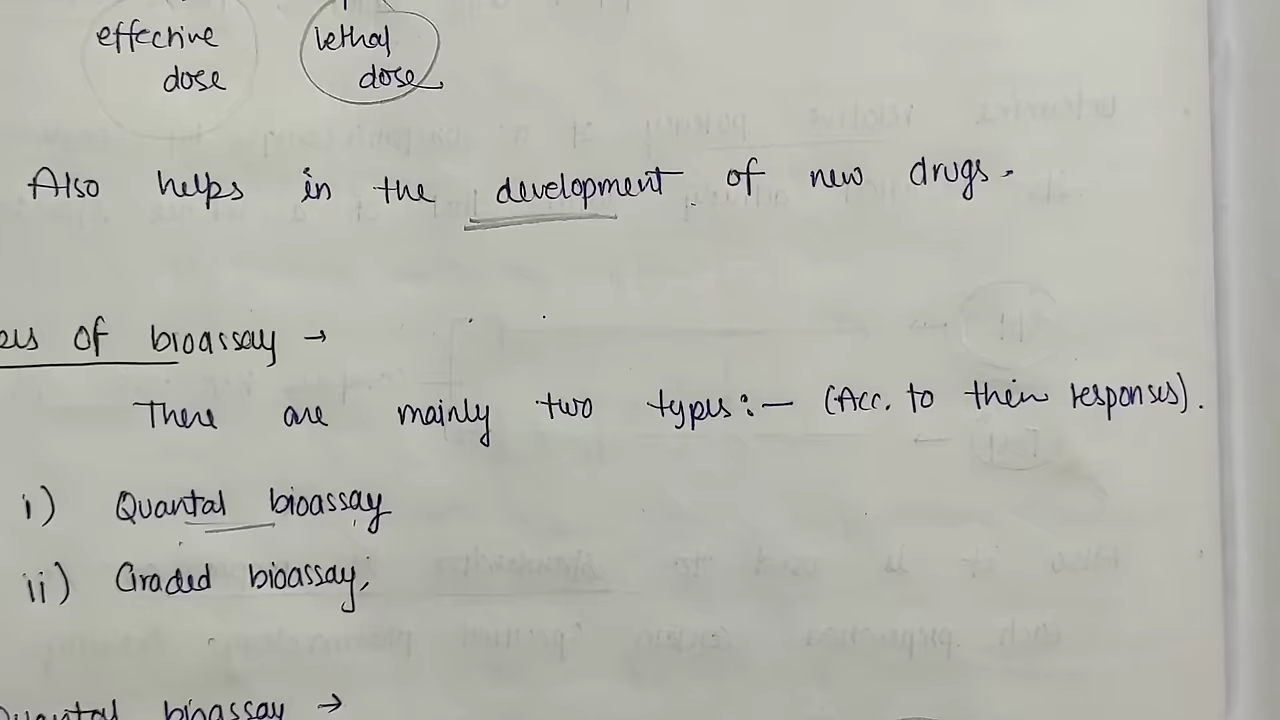 effective lethal
dose dose
Also helps in the development of new drugs.
of bioassay →
There are mainly two types:- (Acc. to their responses).
i) Quantal bioassay
ii) Graded bioassay,
Quantal bioassay →